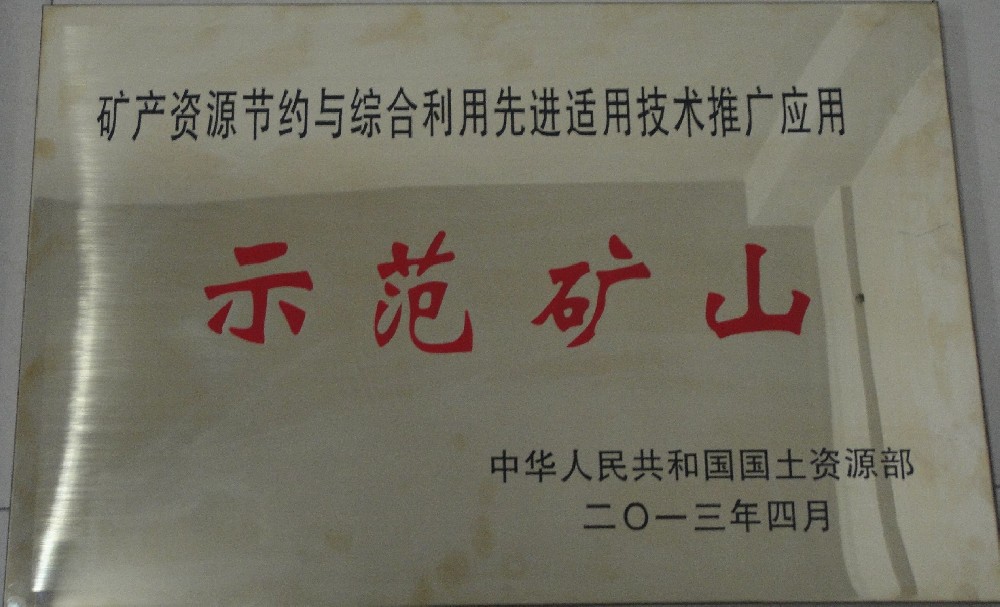 矿产资源节约与综合利用先进适用技术推广应用
示范矿山
中华人民共和国国土资源部
二〇一三年四月